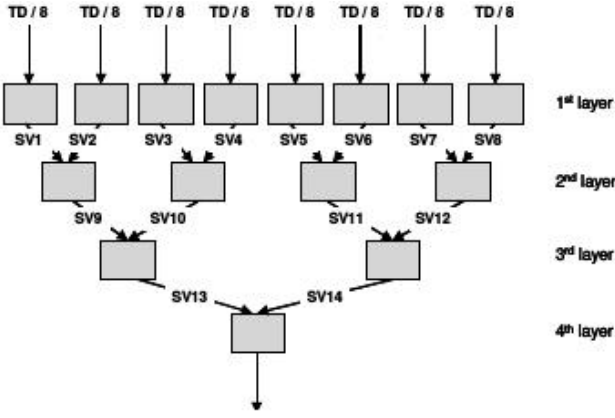 TD / 8 TD / 8 TD / 8 TD / 8 TD / 8 TD / 8 TD / 8 TD / 8
1st layer
SV1 SV2 SV3 SV4 SV5 SV6 SV7 SV8
2nd layer
SV9 SV10 SV11 SV12
3rd layer
SV13 SV14
4th layer